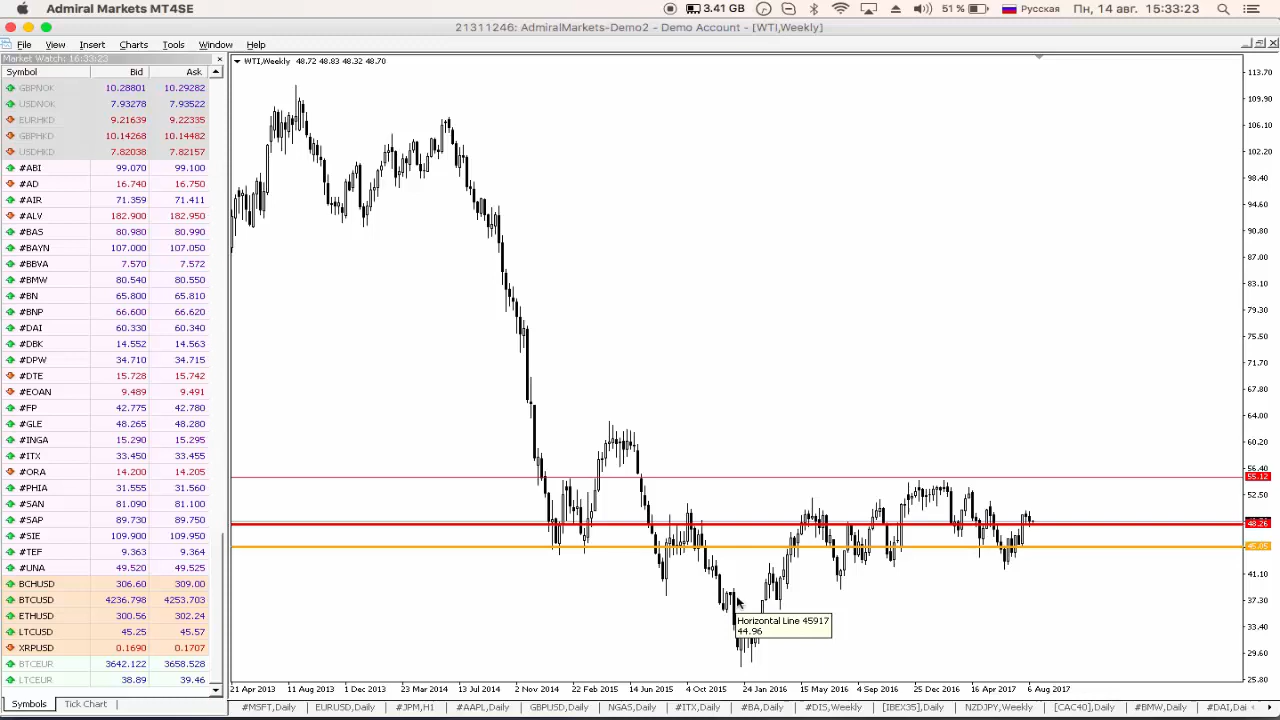 Admiral Markets MT4SE 3.41 GB 51 % Русская Пн, 14 авг. 15:33:23
21311246: AdmiralMarkets-Demo2 - Demo Account - [WTI,Weekly]
File View Insert Charts Tools Window Help
Market Watch: 16:33:23
Symbol Bid Ask
GBPNOK 10.28801 10.29282
USDNOK 7.93278 7.93522
EURHKD 9.21639 9.22335
GBPHKD 10.14268 10.14482
USDHKD 7.82038 7.82157
#ABI 99.070 99.100
#AD 16.740 16.750
#AIR 71.359 71.411
#ALV 182.900 182.950
#BAS 80.980 80.990
#BAYN 107.000 107.050
#BBVA 7.570 7.571
#BMW 80.540 80.550
#BN 65.800 65.810
#BNP 66.600 66.620
#DAI 60.330 60.340
#DBK 14.552 14.563
#DPW 34.710 34.715
#DTE 15.728 15.742
#EOAN 9.489 9.491
#FP 42.775 42.780
#GLE 48.265 48.280
#INGA 15.290 15.295
#ITX 33.450 33.455
#ORA 14.200 14.205
#PHIA 31.555 31.560
#SAN 81.090 81.100
#SAP 89.730 89.750
#SIE 109.900 109.950
#TEF 9.363 9.364
#UNA 49.520 49.525
BCHUSD 306.60 309.00
BTCUSD 4236.798 4253.703
ETHUSD 300.56 302.24
LTCUSD 45.25 45.57
XRPUSD 0.1690 0.1707
BTCEUR 3642.122 3658.528
LTCEUR 38.89 39.46
Symbols Tick Chart
WTI,Weekly 48.72 48.83 48.32 48.70
113.70
109.90
106.10
102.20
98.40
94.60
90.80
87.00
83.10
79.30
75.50
71.70
67.80
64.00
60.20
56.40
55.12
52.50
48.26
45.05
41.10
37.30
33.40
29.60
25.80
Horizontal Line 45917
44.96
21 Apr 2013 11 Aug 2013 1 Dec 2013 23 Mar 2014 13 Jul 2014 2 Nov 2014 22 Feb 2015 14 Jun 2015 4 Oct 2015 24 Jan 2016 15 May 2016 4 Sep 2016 25 Dec 2016 16 Apr 2017 6 Aug 2017
#MSFT,Daily EURUSD,Daily #JPM,H1 #AAPL,Daily GBPUSD,Daily NGAS,Daily #ITX,Daily #BA,Daily #DIS,Weekly [IBEX35],Daily NZDJPY,Weekly [CAC40],Daily #BMW,Daily #DAI,Dai